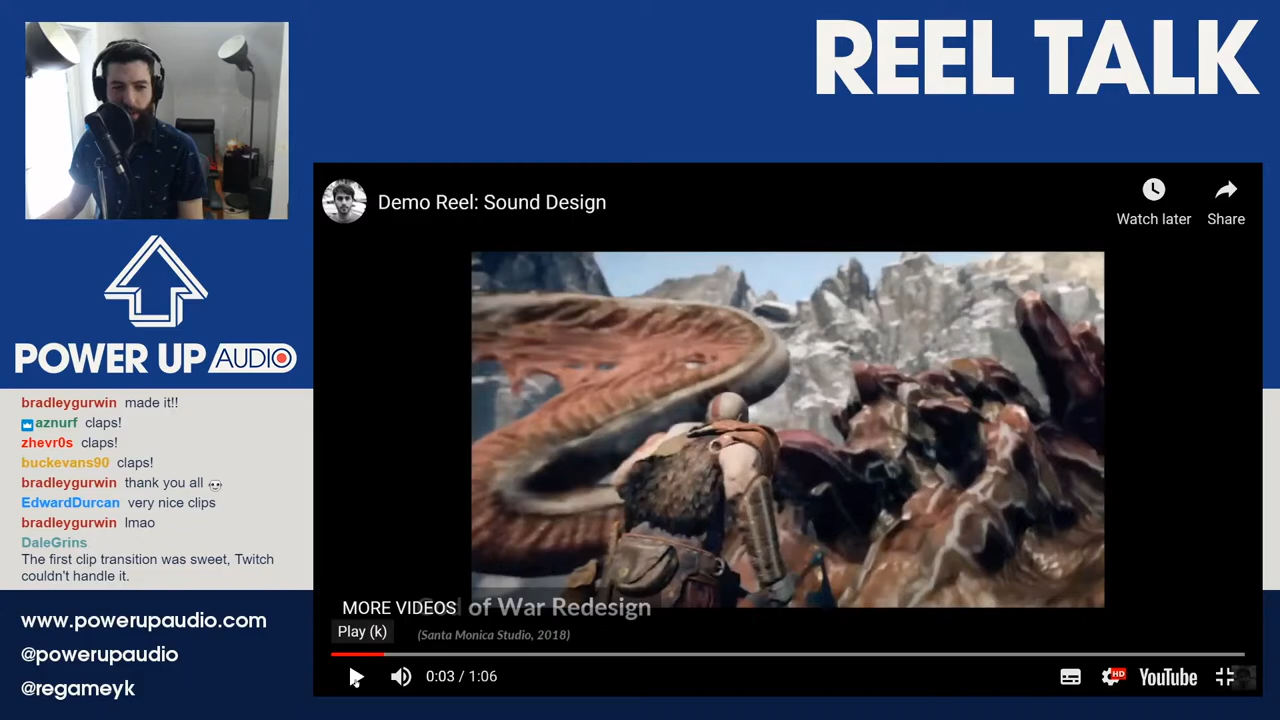 REEL TALK
Demo Reel: Sound Design
Watch later
Share
POWER UP AUDIO
bradleygurwin made it!!
aznurf claps!
zhevr0s claps!
buckevans90 claps!
bradleygurwin thank you all
EdwardDurcan very nice clips
bradleygurwin lmao
DaleGrins
The first clip transition was sweet, Twitch
couldn't handle it.
www.powerupaudio.com
@powerupaudio
@regameyk
MORE VIDEOS
of War Redesign
Play (k)
(Santa Monica Studio, 2018)
0:03 / 1:06
HD
YouTube